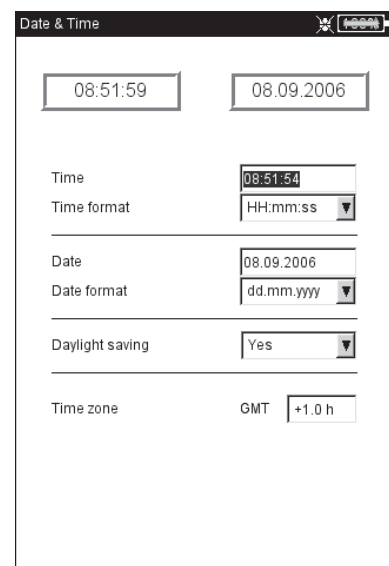 Date & Time
08:51:59 08.09.2006
Time 08:51:54
Time format HH:mm:ss
Date 08.09.2006
Date format dd.mm.yyyy
Daylight saving Yes
Time zone GMT +1.0 h